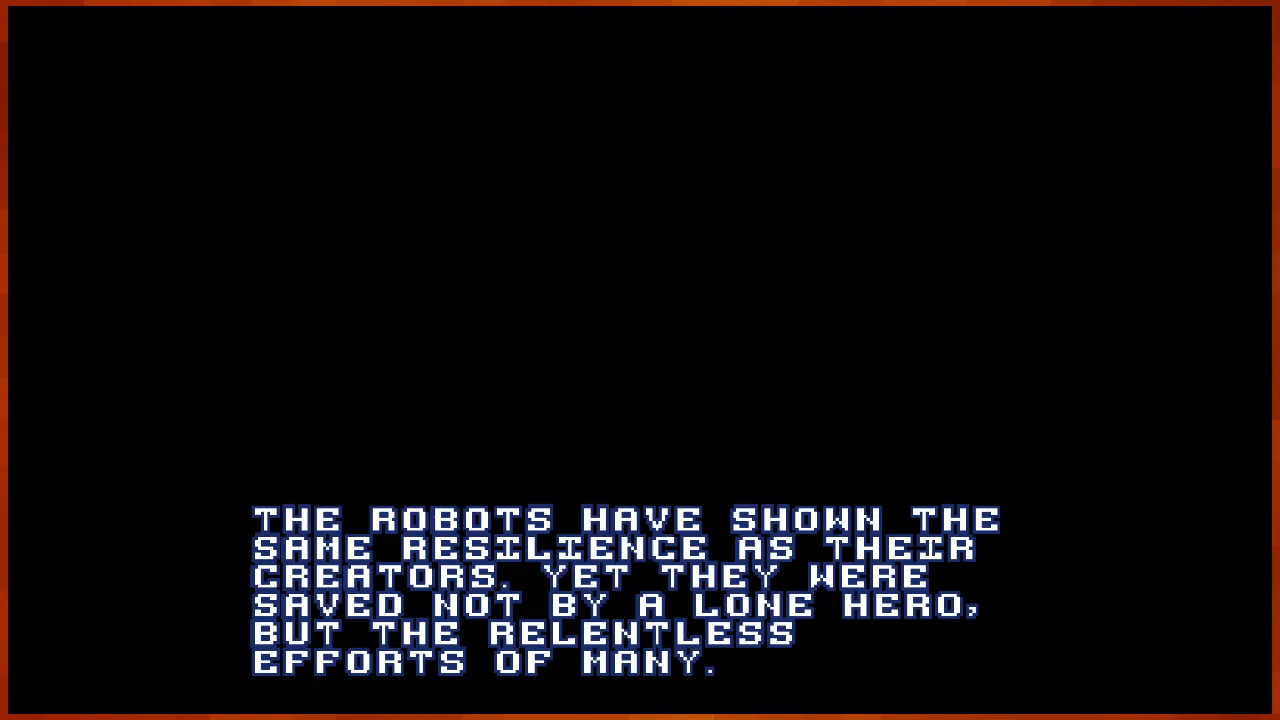 THE ROBOTS HAVE SHOWN THE
SAME RESILIENCE AS THEIR
CREATORS. YET THEY WERE
SAVED NOT BY A LONE HERO,
BUT THE RELENTLESS
EFFORTS OF MANY.